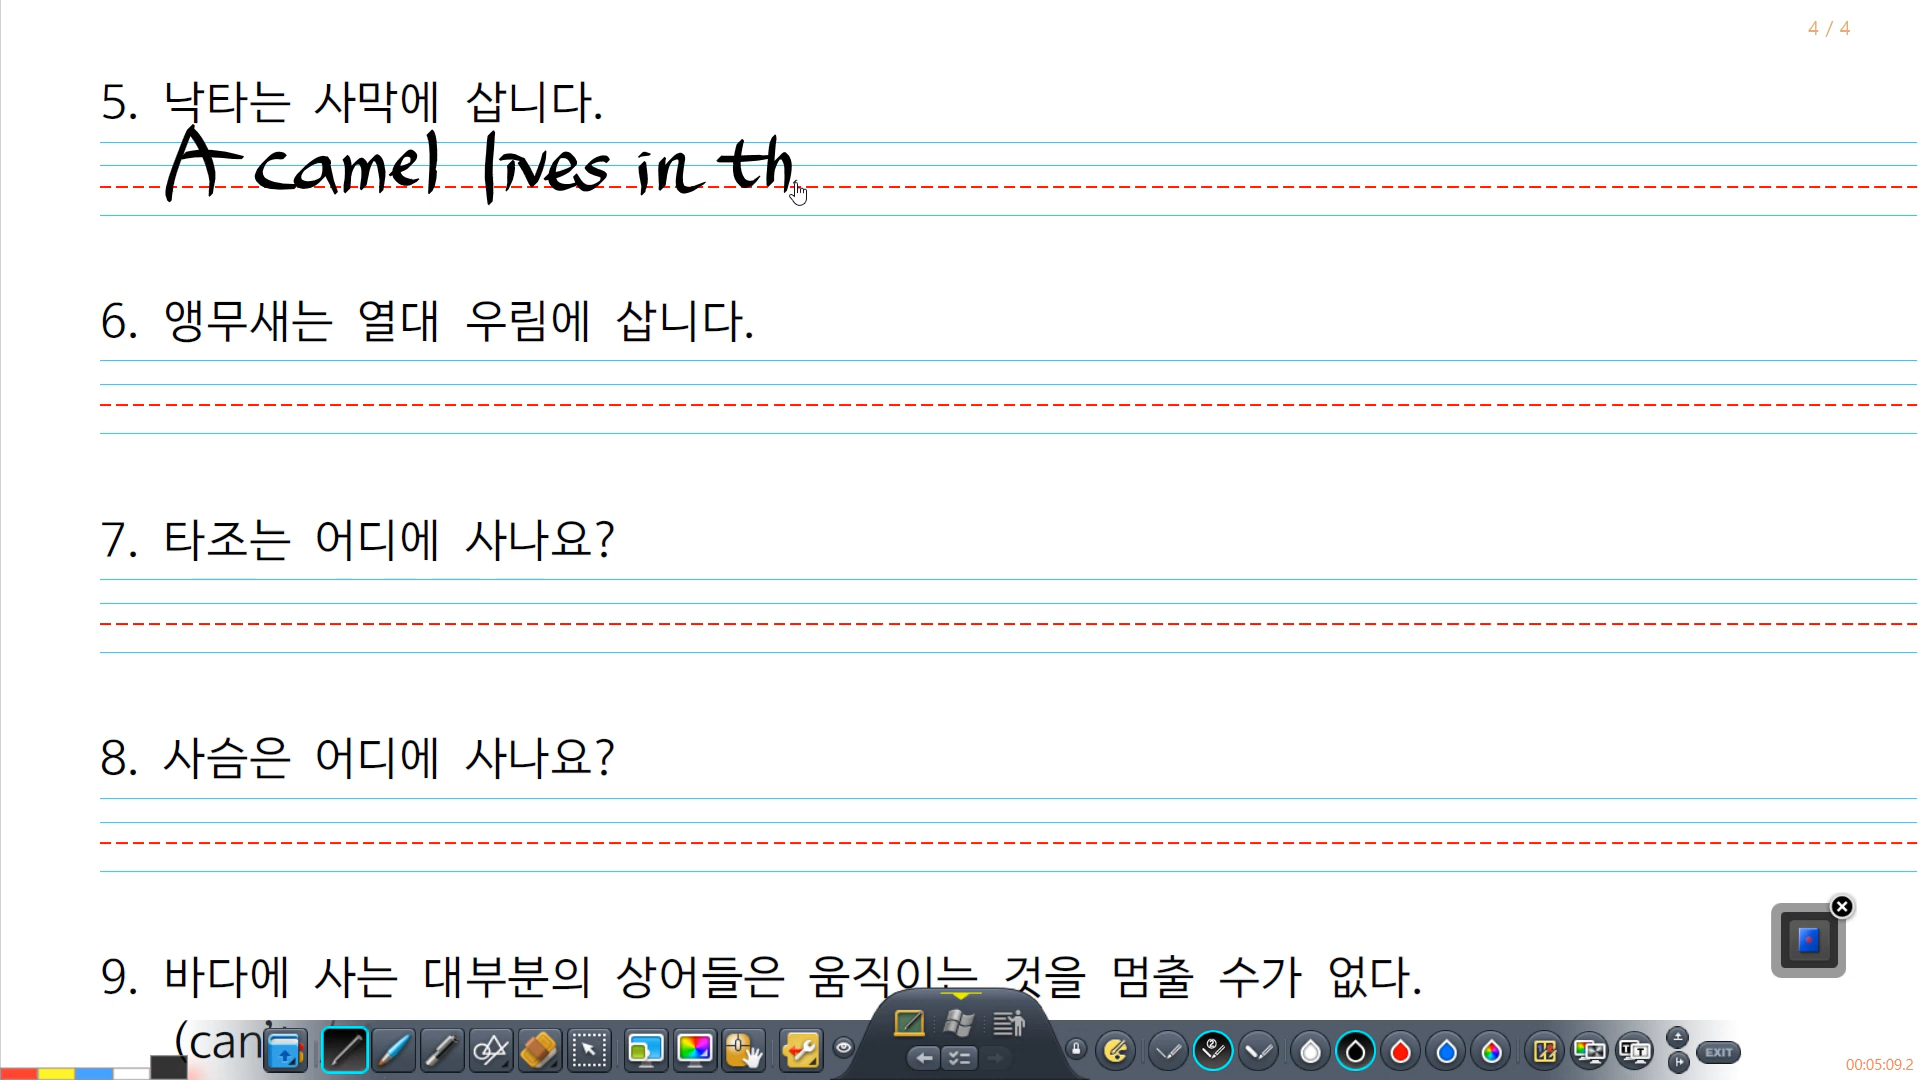 4 / 4
5. 낙타는 사막에 삽니다.
A camel lives in th
6. 앵무새는 열대 우림에 삽니다.
7. 타조는 어디에 사나요?
8. 사슴은 어디에 사나요?
9. 바다에 사는 대부분의 상어들은 움직이는 것을 멈출 수가 없다.
(can't
EXIT
00:05:09.2